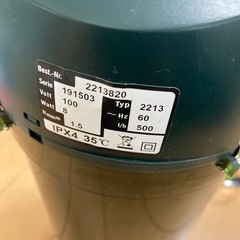 Best.-Nr. 2213820
Serie 191503 Typ 2213
Volt 100 ~ Hz 60
Watt 8 l/h 500
Hmax= 1.5
IPX4 35℃